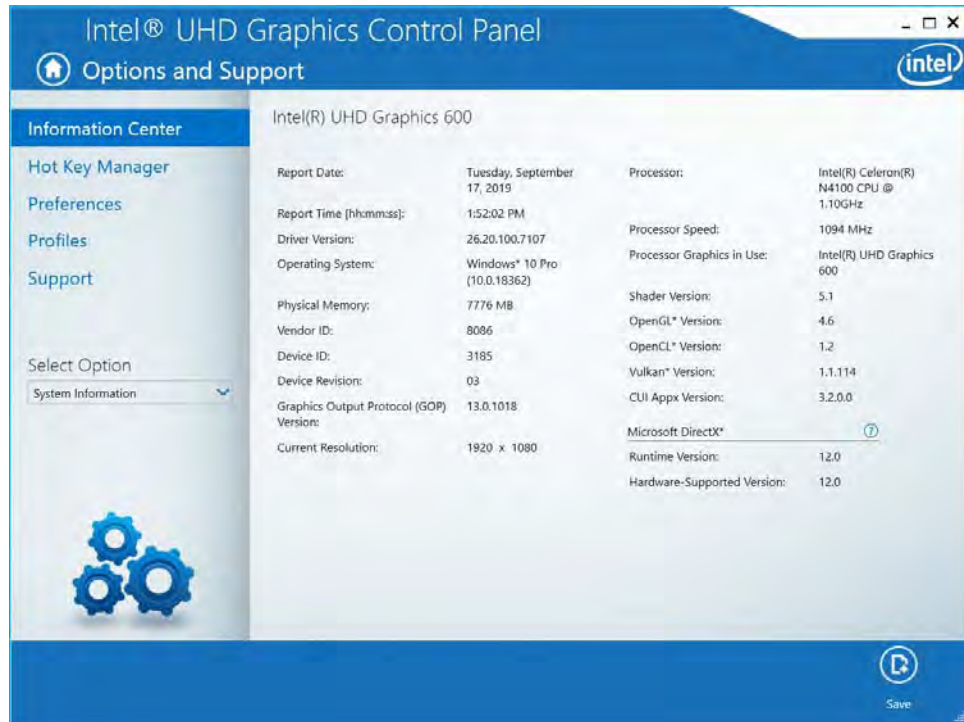 Intel® UHD Graphics Control Panel
Options and Support
intel
Information Center
Hot Key Manager
Preferences
Profiles
Support
Select Option
System Information
Intel(R) UHD Graphics 600
Report Date:
Tuesday, September
17, 2019
Report Time [hh:mm:ss]:
1:52:02 PM
Driver Version:
26.20.100.7107
Operating System:
Windows* 10 Pro
(10.0.18362)
Physical Memory:
7776 MB
Vendor ID:
8086
Device ID:
3185
Device Revision:
03
Graphics Output Protocol (GOP)
Version:
13.0.1018
Current Resolution:
1920 x 1080
Processor:
Intel(R) Celeron(R)
N4100 CPU @
1.10GHz
Processor Speed:
1094 MHz
Processor Graphics in Use:
Intel(R) UHD Graphics
600
Shader Version:
5.1
OpenGL* Version:
4.6
OpenCL* Version:
1.2
Vulkan* Version:
1.1.114
CUI Appx Version:
3.2.0.0
Microsoft DirectX*
?
Runtime Version:
12.0
Hardware-Supported Version:
12.0
Save